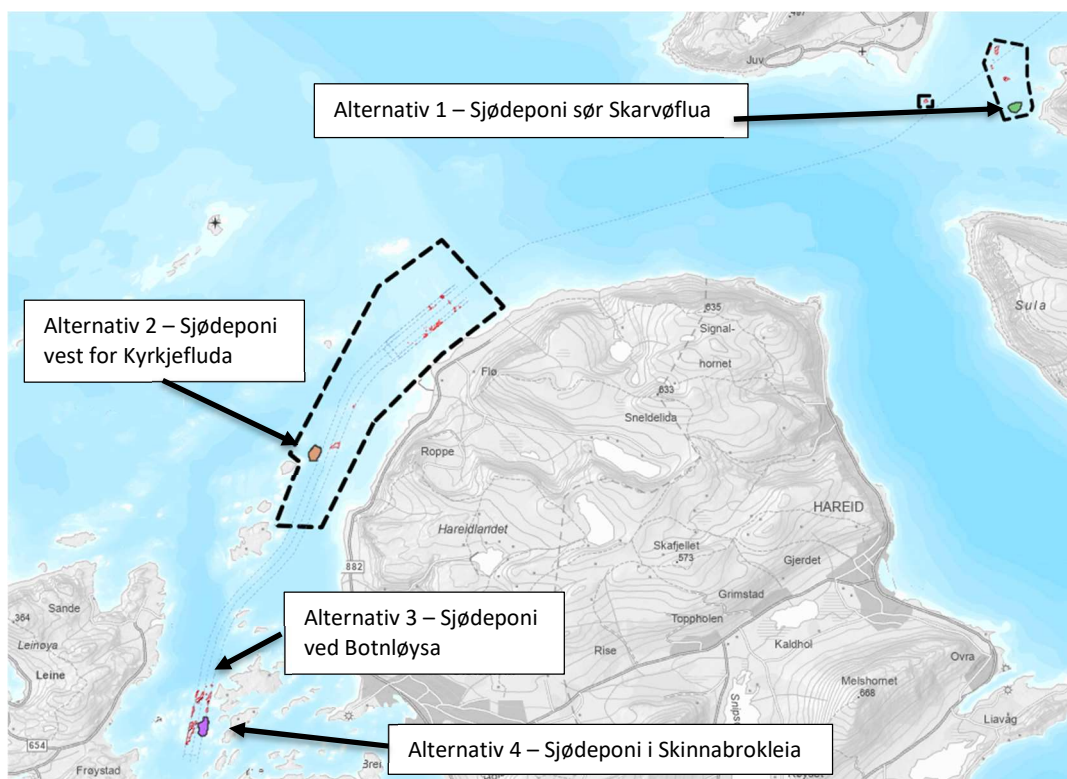 Juv
Alternativ 1 – Sjødeponi sør Skarvøflua
Sula
635
Signal-
hornet
Alternativ 2 – Sjødeponi
vest for Kyrkjefluda
Flø
633
Sneldelida
Roppe
HAREID
Hareidlandet
Skafjellet
573
Gjerdet
882
Grimstad
Sande
364
Toppholen
Leinøya
Alternativ 3 – Sjødeponi
ved Botnløysa
Rise
Kaldhol
Ovra
Leine
Melshornet
668
Liavåg
654
Alternativ 4 – Sjødeponi i Skinnabrokleia
Frøystad